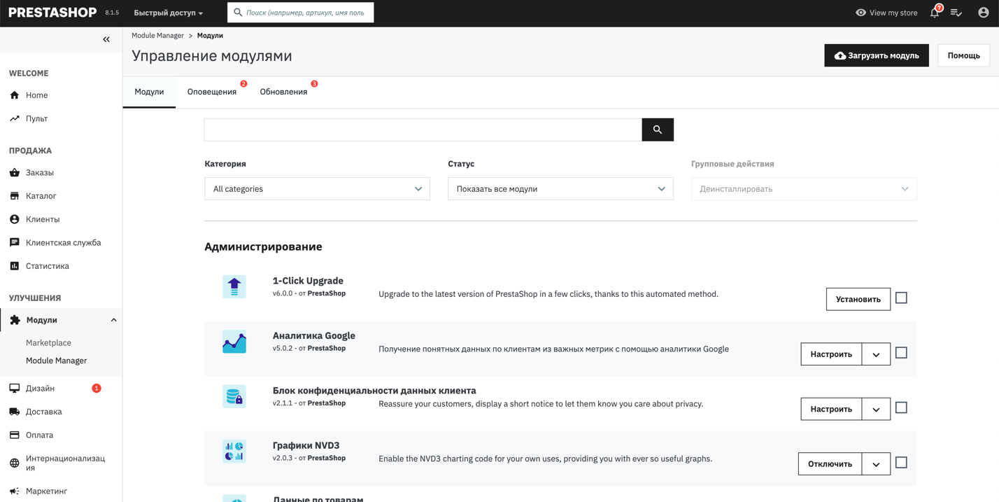 PRESTASHOP 8.1.5 Быстрый доступ Поиск (например, артикул, имя поль View my store 7
Module Manager > Модули
Управление модулями
Загрузить модуль Помощь
Модули Оповещения 2 Обновления 3
WELCOME
Home
Пульт
ПРОДАЖА
Заказы
Каталог
Клиенты
Клиентская служба
Статистика
УЛУЧШЕНИЯ
Модули
Marketplace
Module Manager
Дизайн 1
Доставка
Оплата
Интернационализац
ия
Маркетинг
Категория Статус Групповые действия
All categories Показать все модули Деинсталлировать
Администрирование
1-Click Upgrade
v6.0.0 - от PrestaShop
Upgrade to the latest version of PrestaShop in a few clicks, thanks to this automated method.
Установить
Аналитика Google
v5.0.2 - от PrestaShop
Получение понятных данных по клиентам из важных метрик с помощью аналитики Google
Настроить
Блок конфиденциальности данных клиента
v2.1.1 - от PrestaShop
Reassure your customers, display a short notice to let them know you care about privacy.
Настроить
Графики NVD3
v2.0.3 - от PrestaShop
Enable the NVD3 charting code for your own uses, providing you with ever so useful graphs.
Отключить
Данные по товарам